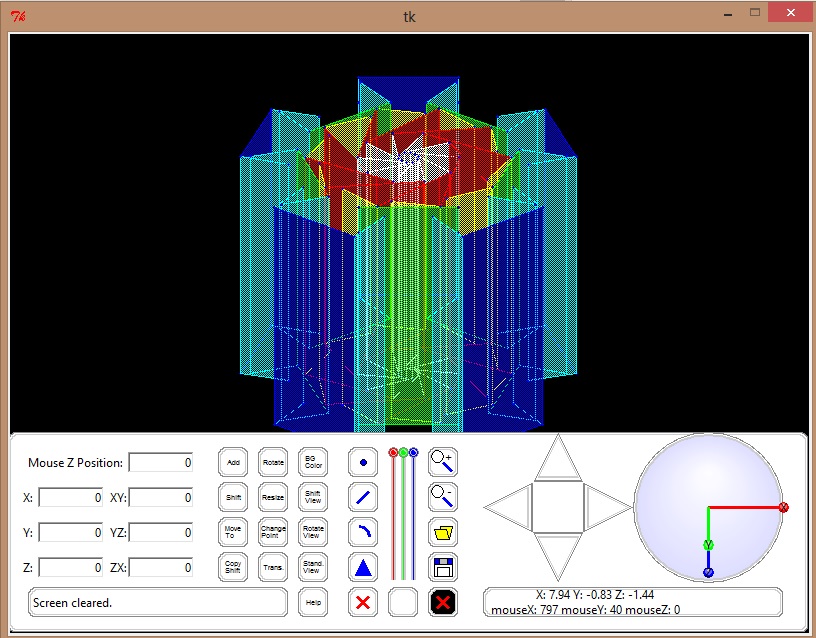 tk
Mouse Z Position: 0
X: 0 XY: 0
Y: 0 YZ: 0
Z: 0 ZX: 0
Screen cleared.
Add Rotate BG Color
Shift Resize Shift View
Move To Change Point Rotate View
Copy Shift Trans. Stand. View
Help
+
-
X
Y
Z
X: 7.94 Y: -0.83 Z: -1.44
mouseX: 797 mouseY: 40 mouseZ: 0